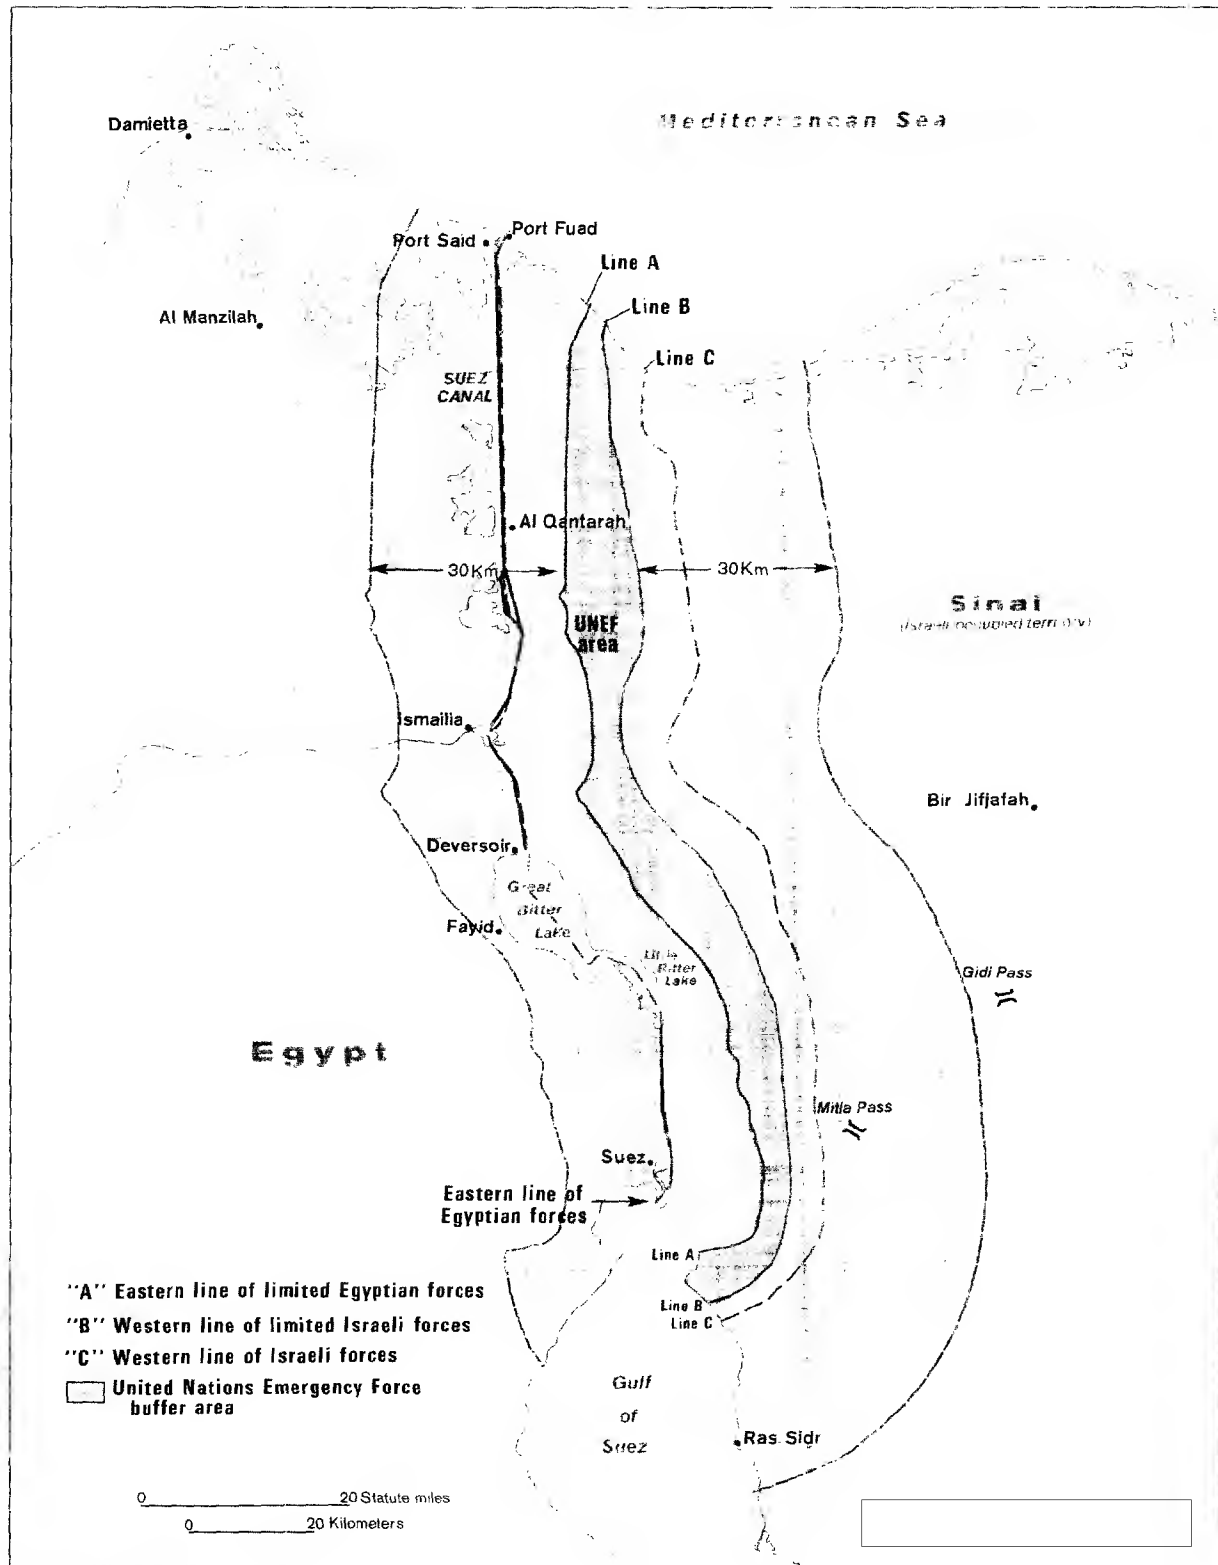 Damietta
Mediterranean Sea
Port Said
Port Fuad
Line A
Line B
Al Manzilah
Line C
SUEZ
CANAL
Al Qantarah
30Km
30Km
Sinai
(Israeli occupied territory)
UNEF
area
Ismailia
Bir Jifjafah
Deversoir
Great
Bitter
Lake
Fayid
Little
Bitter
Lake
Gidi Pass
Egypt
Mitla Pass
Suez
Eastern line of
Egyptian forces
Line A
"A" Eastern line of limited Egyptian forces
Line B
"B" Western line of limited Israeli forces
Line C
"C" Western line of Israeli forces
United Nations Emergency Force
buffer area
Gulf
of
Suez
Ras Sidr
0 20 Statute miles
0 20 Kilometers